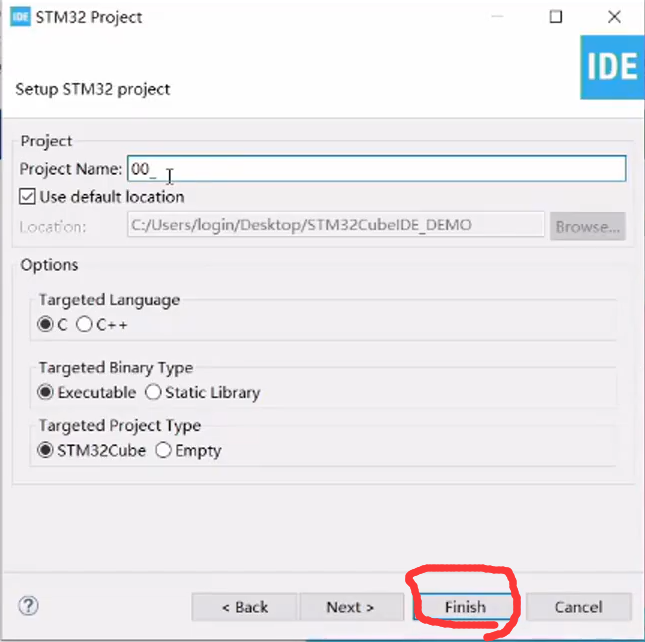 IDE STM32 Project
IDE
Setup STM32 project
Project
Project Name: 00_
Use default location
Location: C:/Users/login/Desktop/STM32CubeIDE_DEMO Browse...
Options
Targeted Language
C C++
Targeted Binary Type
Executable Static Library
Targeted Project Type
STM32Cube Empty
? < Back Next > Finish Cancel